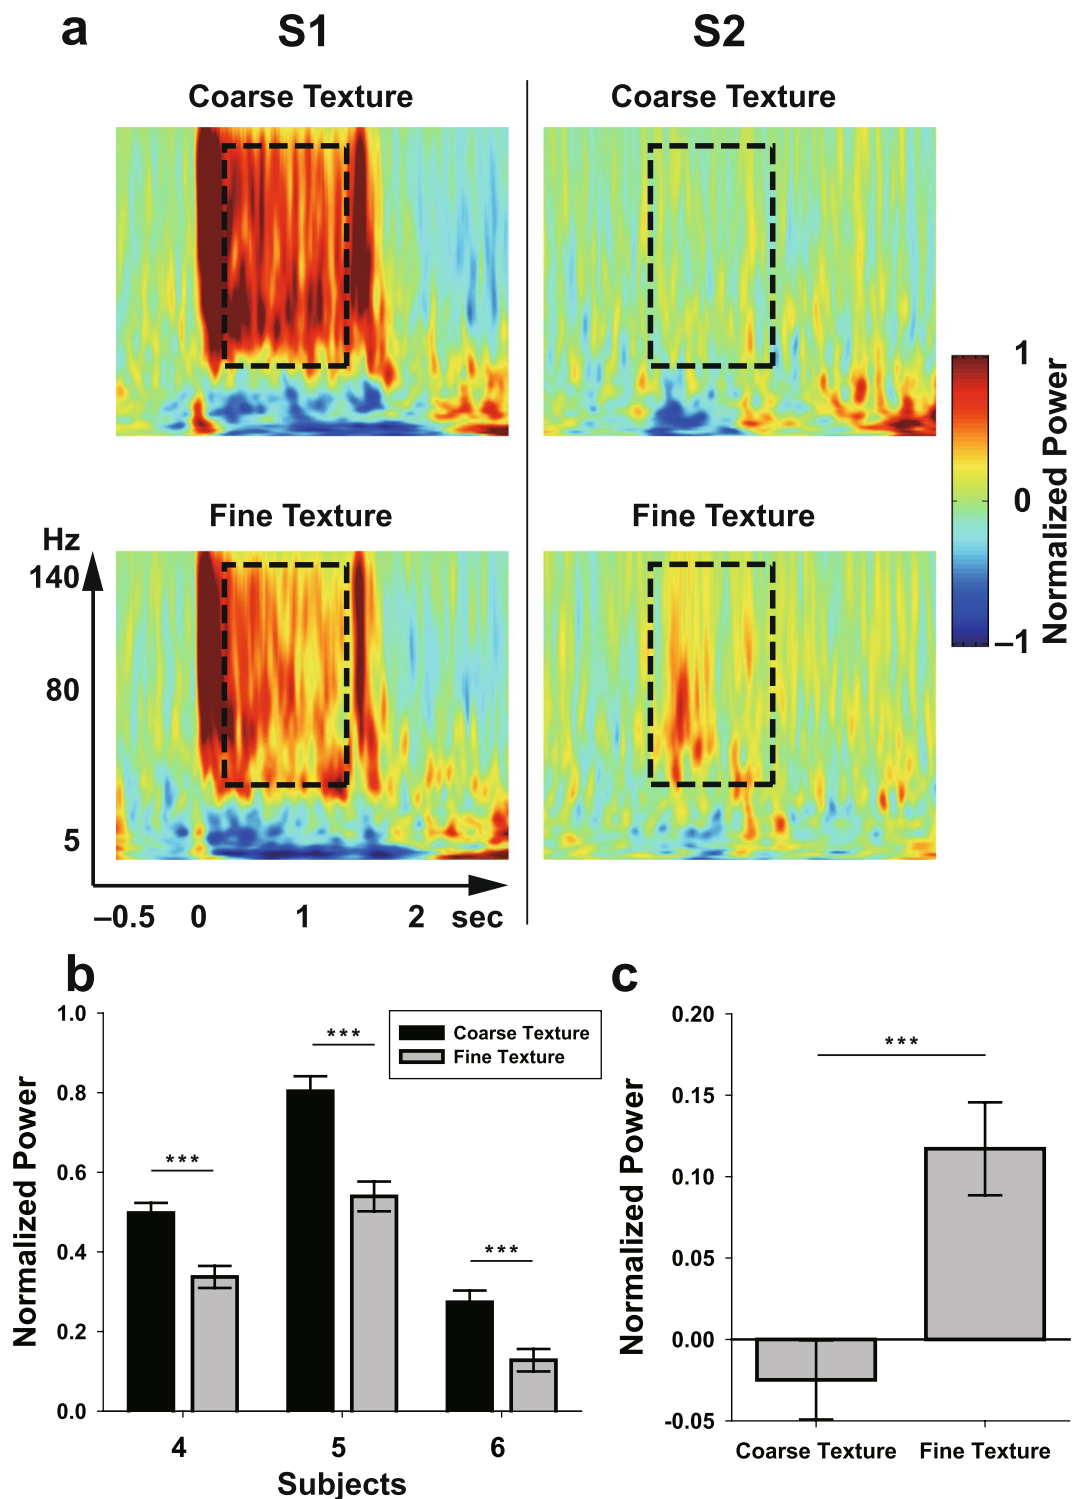 a
S1
S2
Coarse Texture
Coarse Texture
1
0
–1
Normalized Power
Fine Texture
Fine Texture
Hz
140
80
5
–0.5 0 1 2 sec
b
1.0
0.8
0.6
0.4
0.2
0.0
Normalized Power
Coarse Texture
Fine Texture
***
***
***
4 5 6
Subjects
c
0.20
0.15
0.10
0.05
0.00
-0.05
Normalized Power
***
Coarse Texture Fine Texture